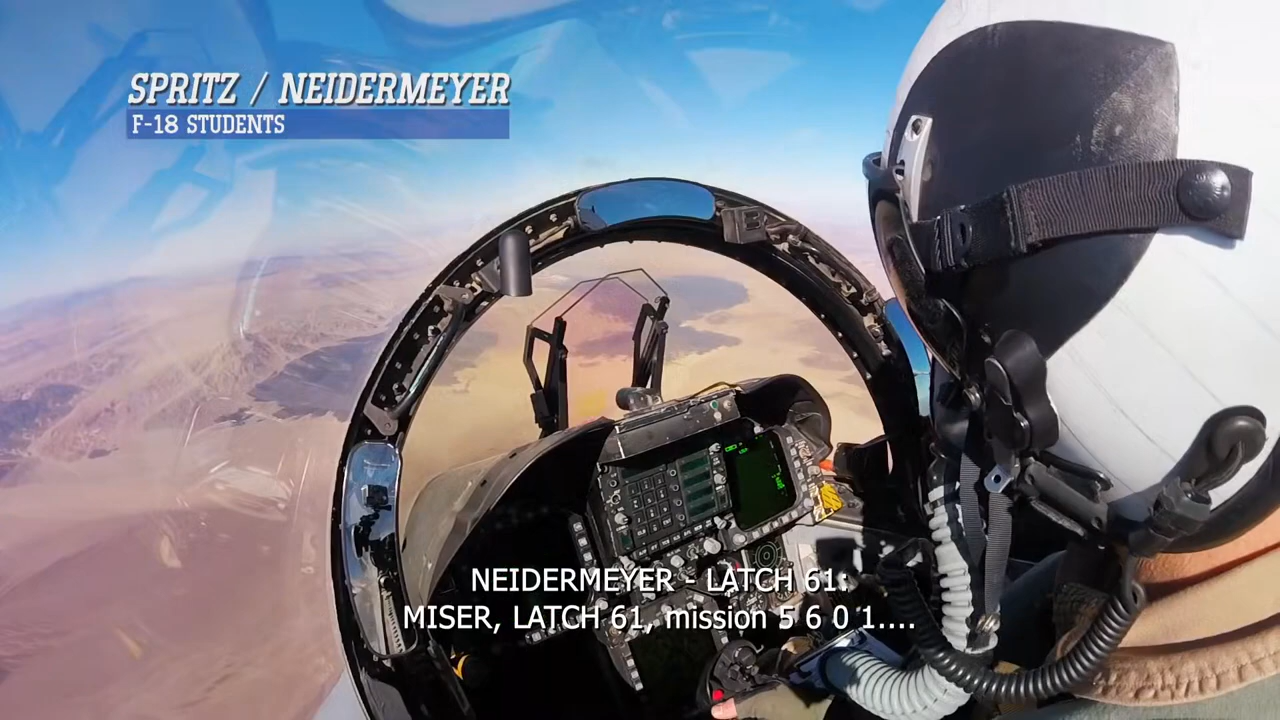 SPRITZ / NEIDERMEYER
F-18 STUDENTS
NEIDERMEYER - LATCH 61:
MISER, LATCH 61, mission 5 6 0 1....